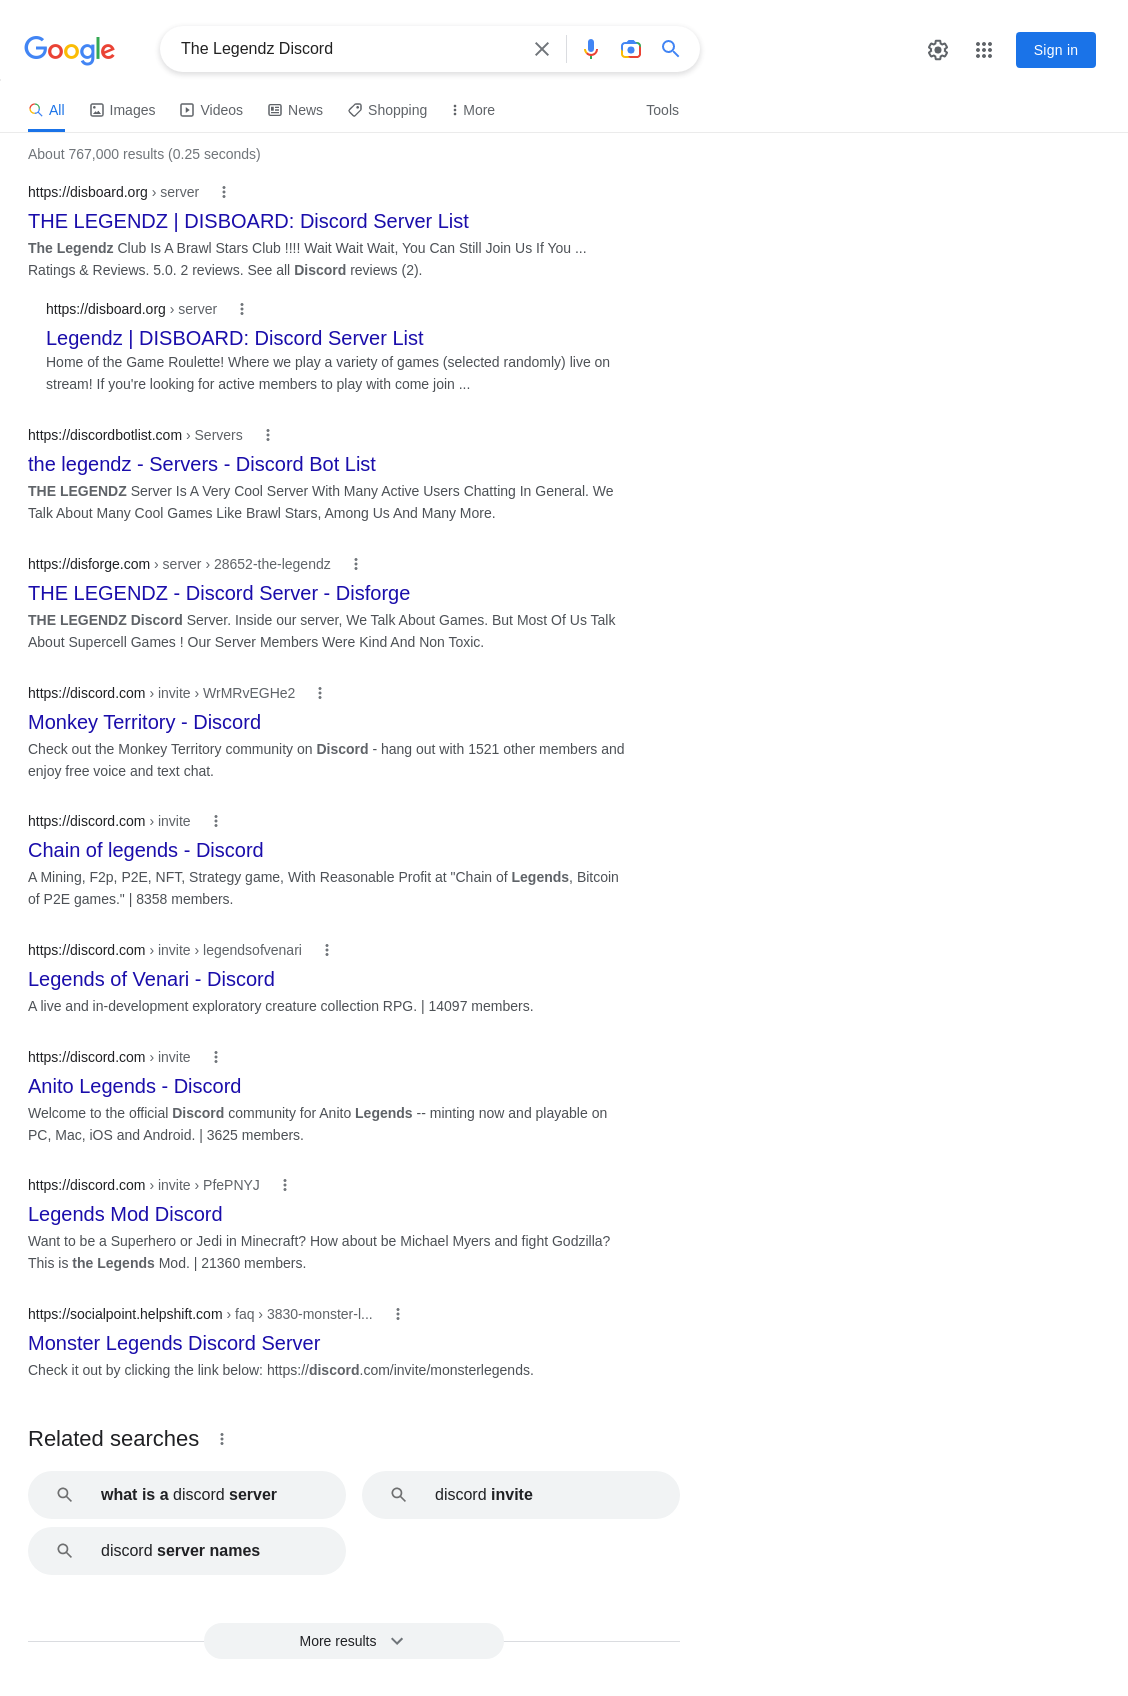 Google
The Legendz Discord
Sign in
All
Images
Videos
News
Shopping
More
Tools
About 767,000 results (0.25 seconds)
https://disboard.org › server
THE LEGENDZ | DISBOARD: Discord Server List
The Legendz Club Is A Brawl Stars Club !!!! Wait Wait Wait, You Can Still Join Us If You ...
Ratings & Reviews. 5.0. 2 reviews. See all Discord reviews (2).
https://disboard.org › server
Legendz | DISBOARD: Discord Server List
Home of the Game Roulette! Where we play a variety of games (selected randomly) live on
stream! If you're looking for active members to play with come join ...
https://discordbotlist.com › Servers
the legendz - Servers - Discord Bot List
THE LEGENDZ Server Is A Very Cool Server With Many Active Users Chatting In General. We
Talk About Many Cool Games Like Brawl Stars, Among Us And Many More.
https://disforge.com › server › 28652-the-legendz
THE LEGENDZ - Discord Server - Disforge
THE LEGENDZ Discord Server. Inside our server, We Talk About Games. But Most Of Us Talk
About Supercell Games ! Our Server Members Were Kind And Non Toxic.
https://discord.com › invite › WrMRvEGHe2
Monkey Territory - Discord
Check out the Monkey Territory community on Discord - hang out with 1521 other members and
enjoy free voice and text chat.
https://discord.com › invite
Chain of legends - Discord
A Mining, F2p, P2E, NFT, Strategy game, With Reasonable Profit at "Chain of Legends, Bitcoin
of P2E games." | 8358 members.
https://discord.com › invite › legendsofvenari
Legends of Venari - Discord
A live and in-development exploratory creature collection RPG. | 14097 members.
https://discord.com › invite
Anito Legends - Discord
Welcome to the official Discord community for Anito Legends -- minting now and playable on
PC, Mac, iOS and Android. | 3625 members.
https://discord.com › invite › PfePNYJ
Legends Mod Discord
Want to be a Superhero or Jedi in Minecraft? How about be Michael Myers and fight Godzilla?
This is the Legends Mod. | 21360 members.
https://socialpoint.helpshift.com › faq › 3830-monster-l...
Monster Legends Discord Server
Check it out by clicking the link below: https://discord.com/invite/monsterlegends.
Related searches
what is a discord server
discord invite
discord server names
More results